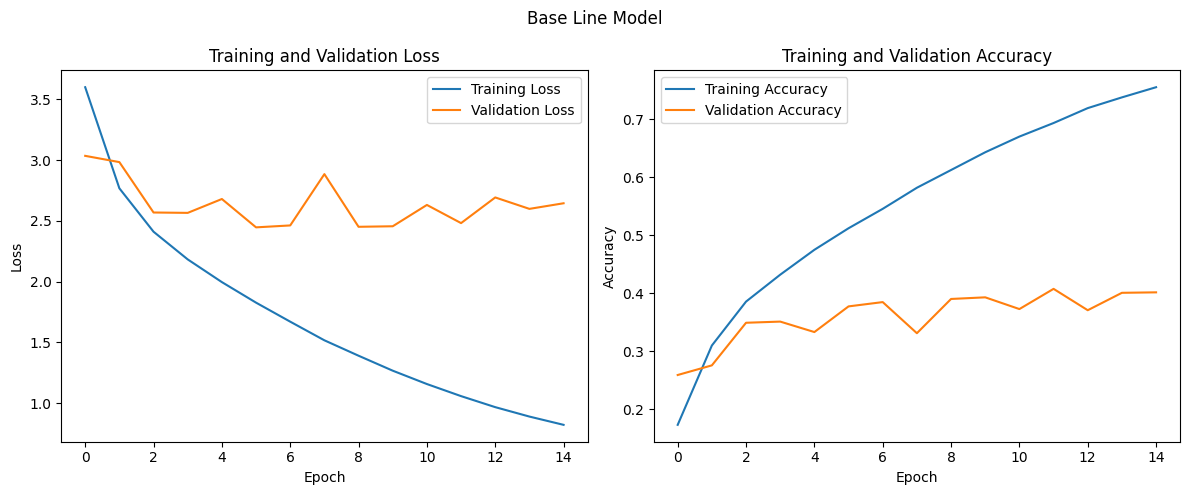 Base Line Model
Training and Validation Loss
Training Loss
Validation Loss
3.5
3.0
2.5
2.0
1.5
1.0
Loss
0 2 4 6 8 10 12 14
Epoch
Training and Validation Accuracy
Training Accuracy
Validation Accuracy
0.7
0.6
0.5
0.4
0.3
0.2
Accuracy
0 2 4 6 8 10 12 14
Epoch